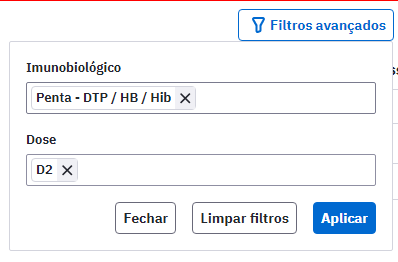 Filtros avançados
Imunobiológico
Penta - DTP / HB / Hib
Dose
D2
Fechar Limpar filtros Aplicar